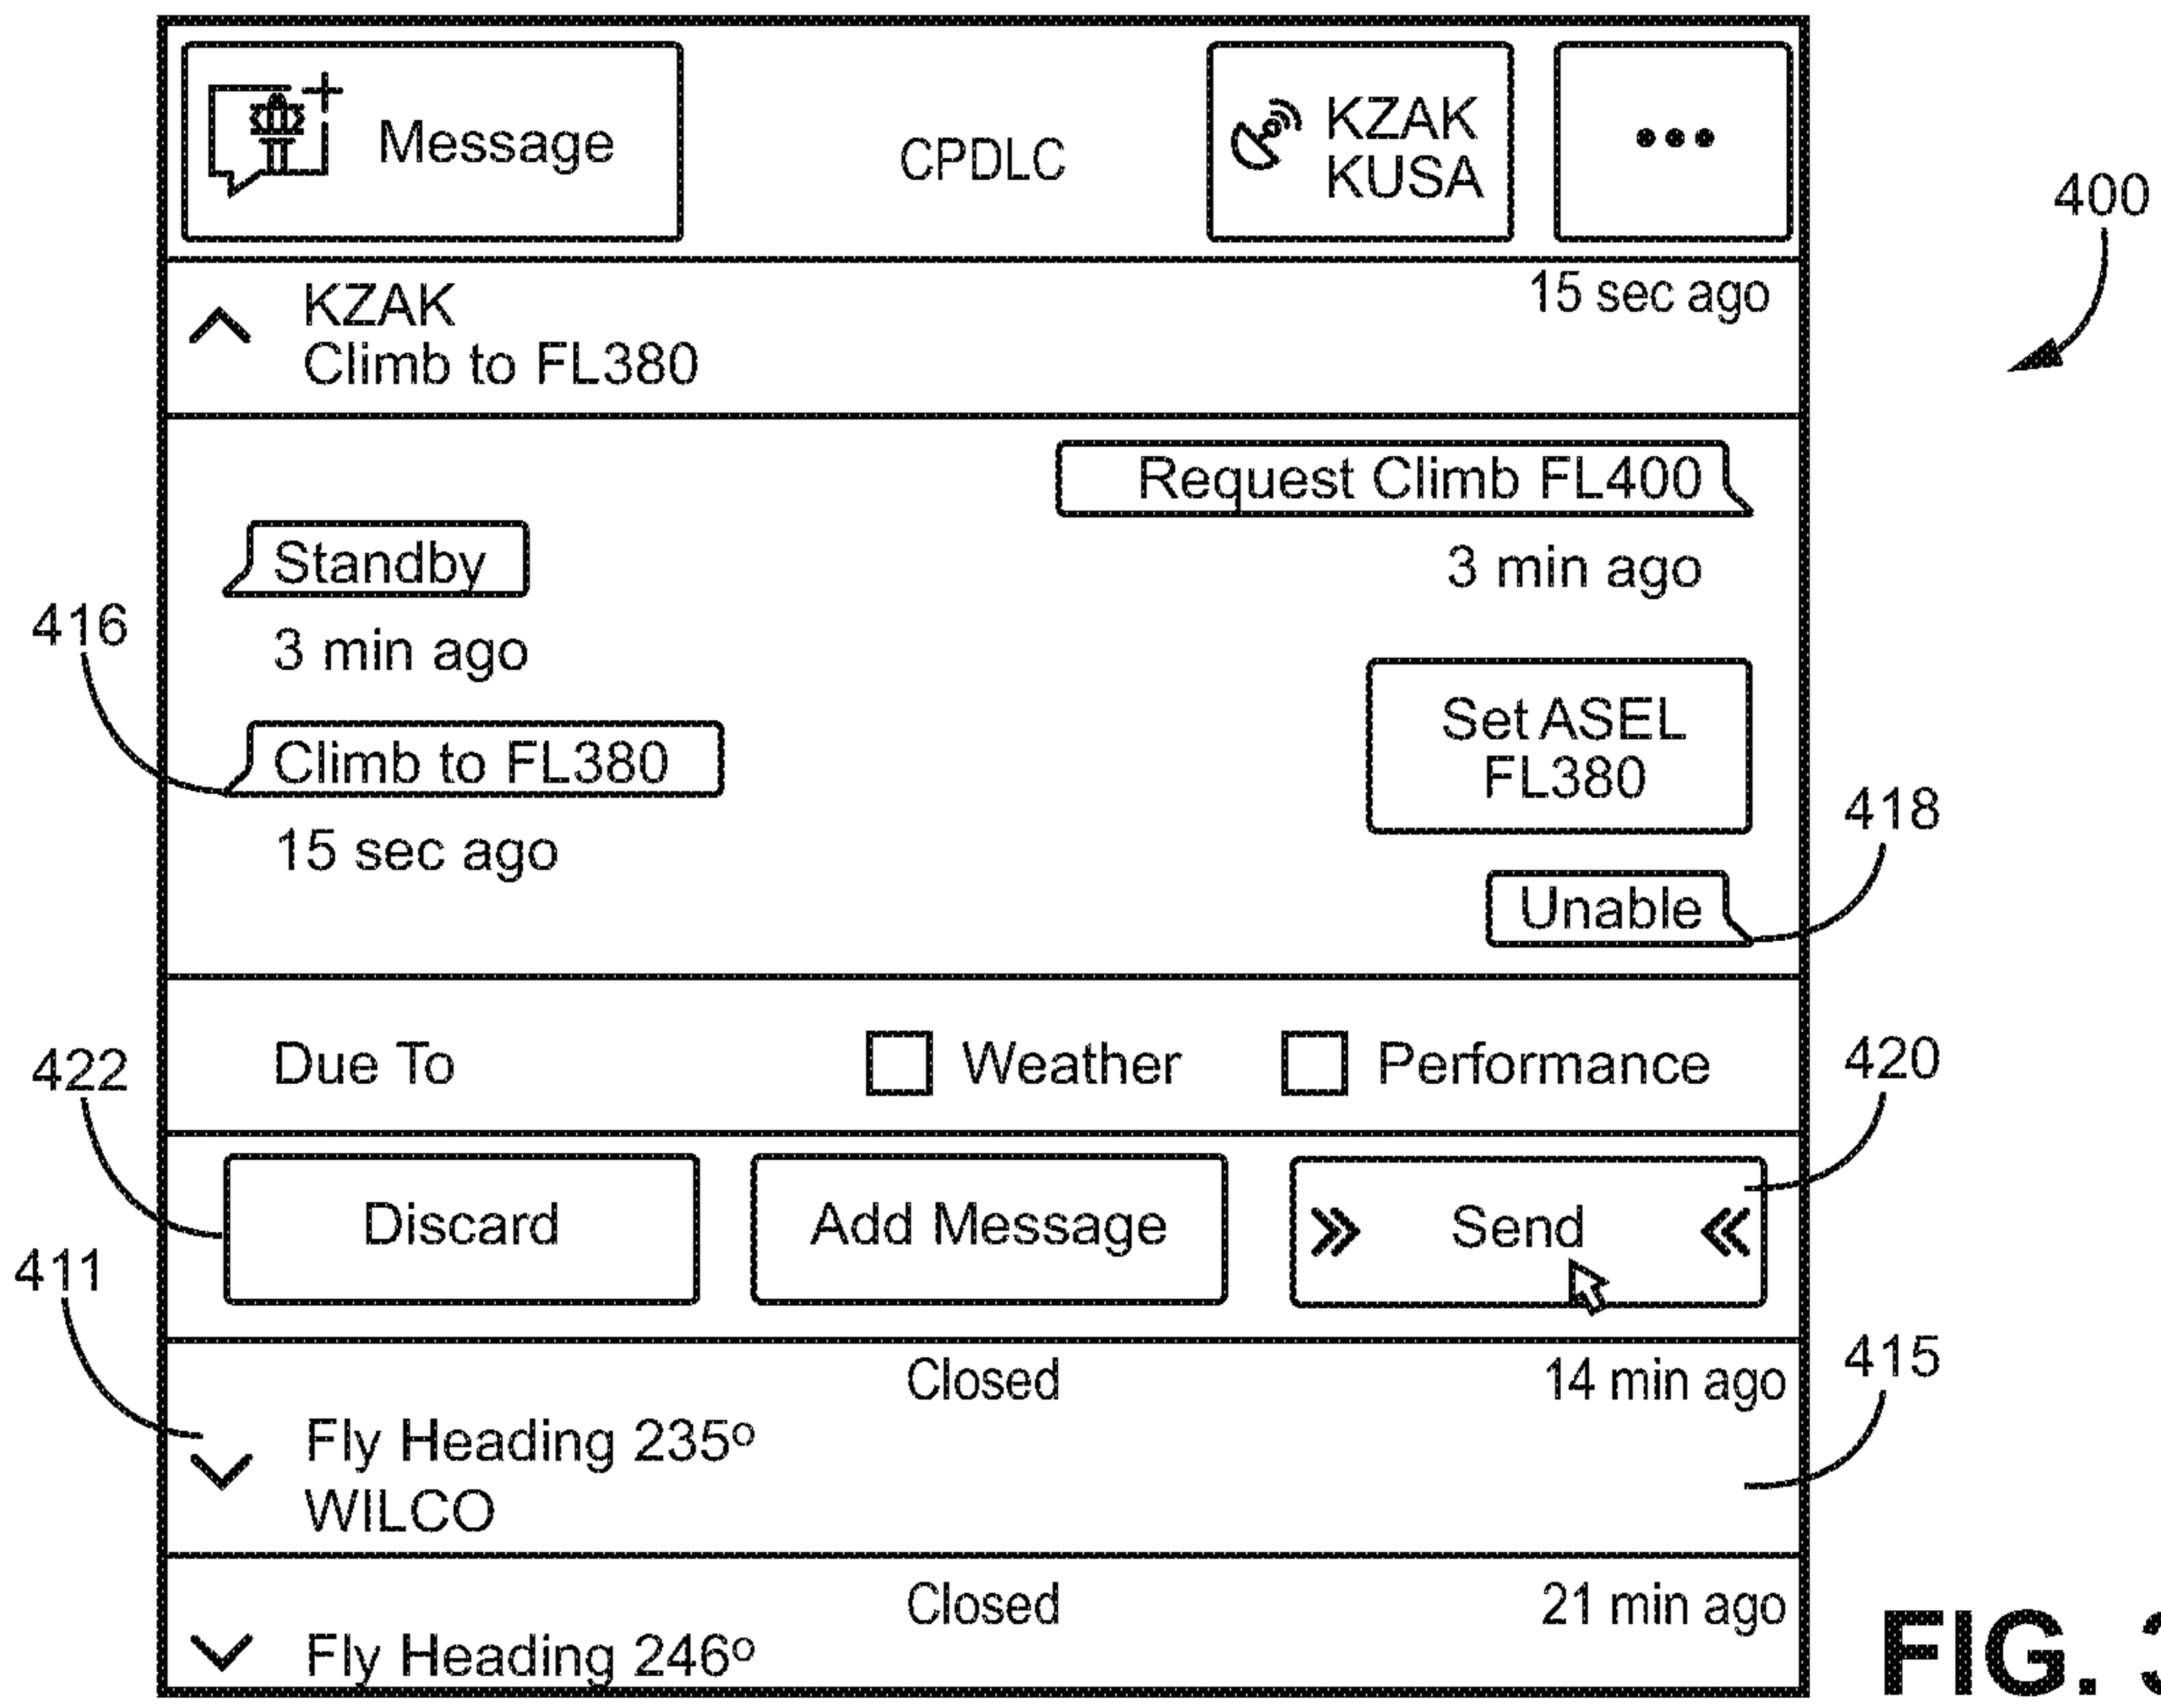 Message
CPDLC
KZAK
KUSA
•••
400
KZAK
15 sec ago
Climb to FL380
Request Climb FL400
3 min ago
Standby
3 min ago
416
Set ASEL
FL380
Climb to FL380
15 sec ago
418
Unable
Due To
Weather
Performance
422
420
Discard
Add Message
Send
411
Closed
14 min ago
415
Fly Heading 235º
WILCO
Closed
21 min ago
Fly Heading 246º
FIG.